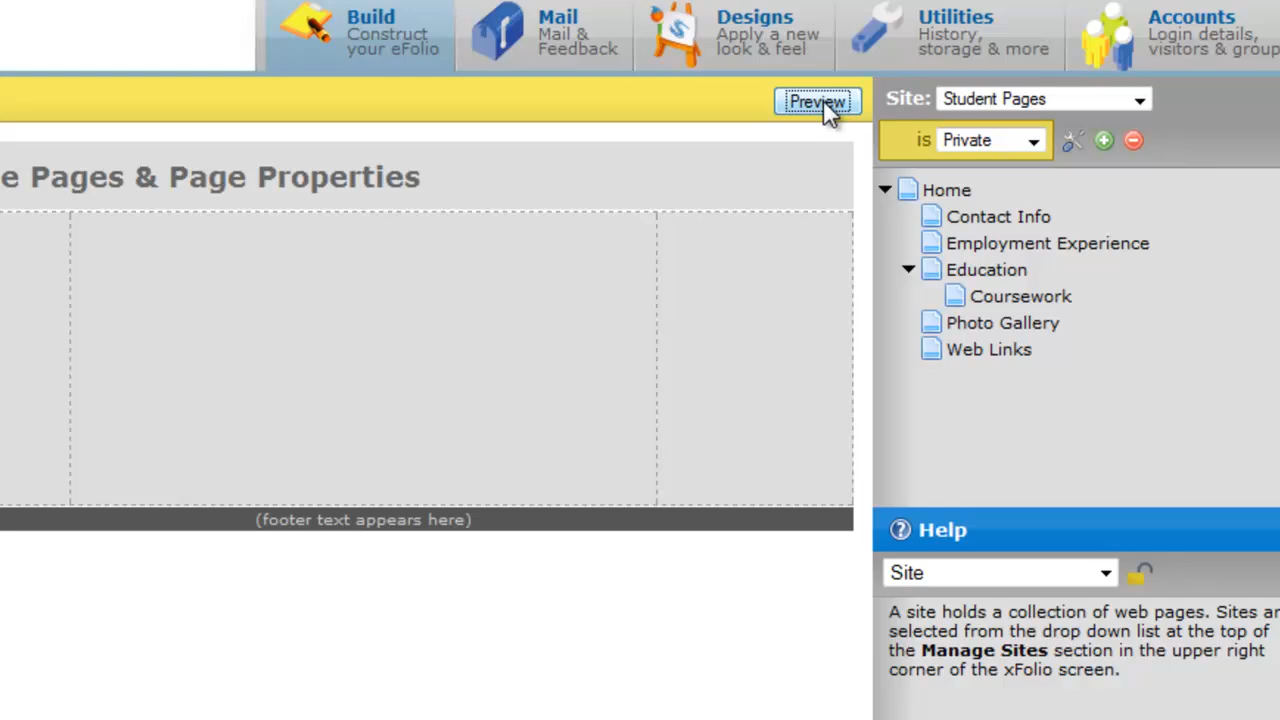 Build
Construct
your eFolio
Mail
Mail &
Feedback
Designs
Apply a new
look & feel
Utilities
History,
storage & more
Accounts
Login details,
visitors & group
Preview
Site: Student Pages
is Private
e Pages & Page Properties
Home
Contact Info
Employment Experience
Education
Coursework
Photo Gallery
Web Links
(footer text appears here)
? Help
Site
A site holds a collection of web pages. Sites ar
selected from the drop down list at the top of
the Manage Sites section in the upper right
corner of the xFolio screen.